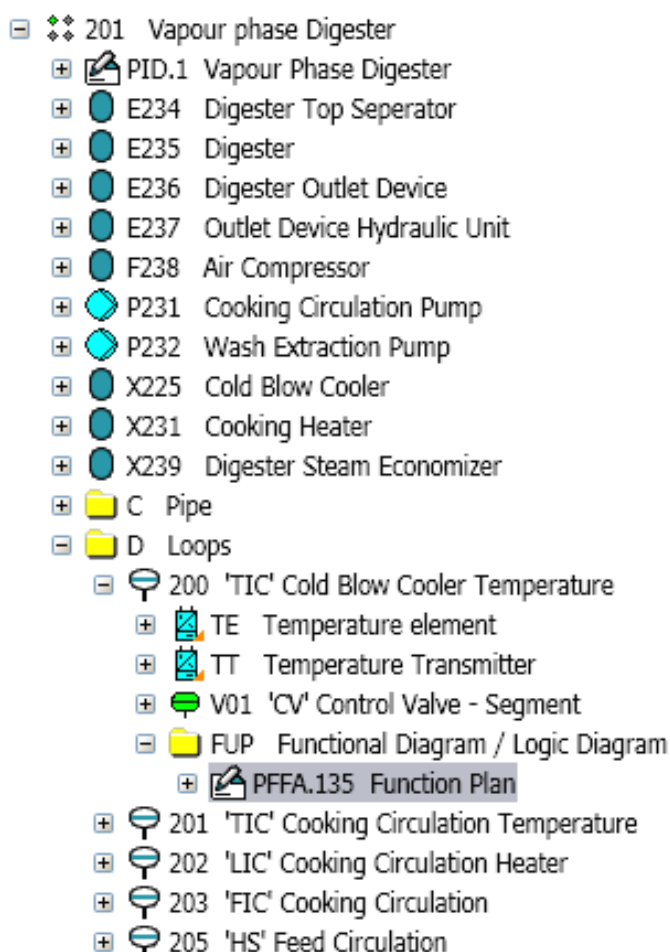 201 Vapour phase Digester
PID.1 Vapour Phase Digester
E234 Digester Top Seperator
E235 Digester
E236 Digester Outlet Device
E237 Outlet Device Hydraulic Unit
F238 Air Compressor
P231 Cooking Circulation Pump
P232 Wash Extraction Pump
X225 Cold Blow Cooler
X231 Cooking Heater
X239 Digester Steam Economizer
C Pipe
D Loops
200 'TIC' Cold Blow Cooler Temperature
TE Temperature element
TT Temperature Transmitter
V01 'CV' Control Valve - Segment
FUP Functional Diagram / Logic Diagram
PFFA.135 Function Plan
201 'TIC' Cooking Circulation Temperature
202 'LIC' Cooking Circulation Heater
203 'FIC' Cooking Circulation
205 'HS' Feed Circulation